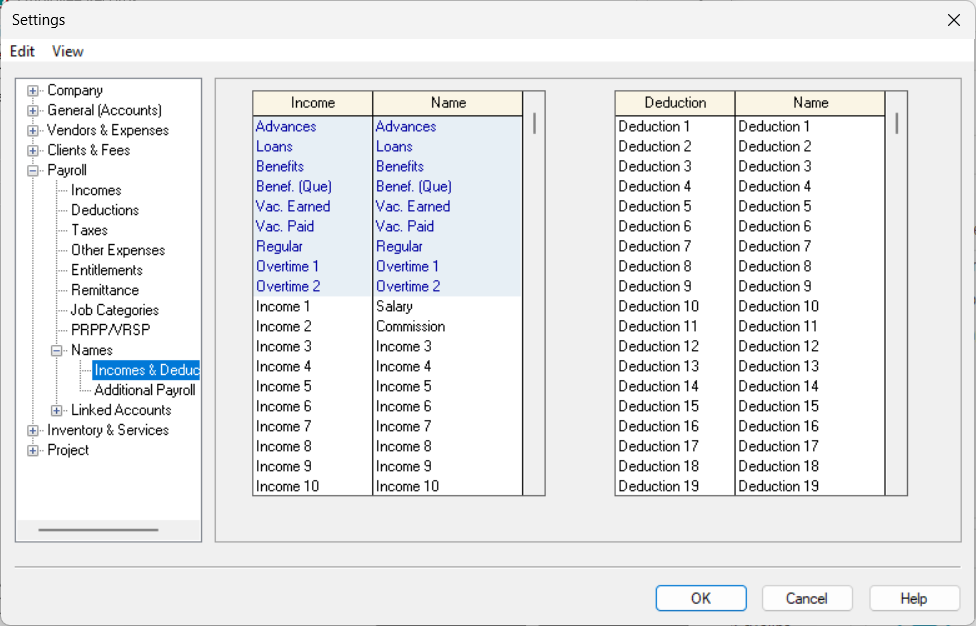 Settings
Edit View
Company
General (Accounts)
Vendors & Expenses
Clients & Fees
Payroll
Incomes
Deductions
Taxes
Other Expenses
Entitlements
Remittance
Job Categories
PRPP/VRSP
Names
Incomes & Deduc
Additional Payroll
Linked Accounts
Inventory & Services
Project
Income Name
Advances Advances
Loans Loans
Benefits Benefits
Benef. (Que) Benef. (Que)
Vac. Earned Vac. Earned
Vac. Paid Vac. Paid
Regular Regular
Overtime 1 Overtime 1
Overtime 2 Overtime 2
Income 1 Salary
Income 2 Commission
Income 3 Income 3
Income 4 Income 4
Income 5 Income 5
Income 6 Income 6
Income 7 Income 7
Income 8 Income 8
Income 9 Income 9
Income 10 Income 10
Deduction Name
Deduction 1 Deduction 1
Deduction 2 Deduction 2
Deduction 3 Deduction 3
Deduction 4 Deduction 4
Deduction 5 Deduction 5
Deduction 6 Deduction 6
Deduction 7 Deduction 7
Deduction 8 Deduction 8
Deduction 9 Deduction 9
Deduction 10 Deduction 10
Deduction 11 Deduction 11
Deduction 12 Deduction 12
Deduction 13 Deduction 13
Deduction 14 Deduction 14
Deduction 15 Deduction 15
Deduction 16 Deduction 16
Deduction 17 Deduction 17
Deduction 18 Deduction 18
Deduction 19 Deduction 19
OK Cancel Help